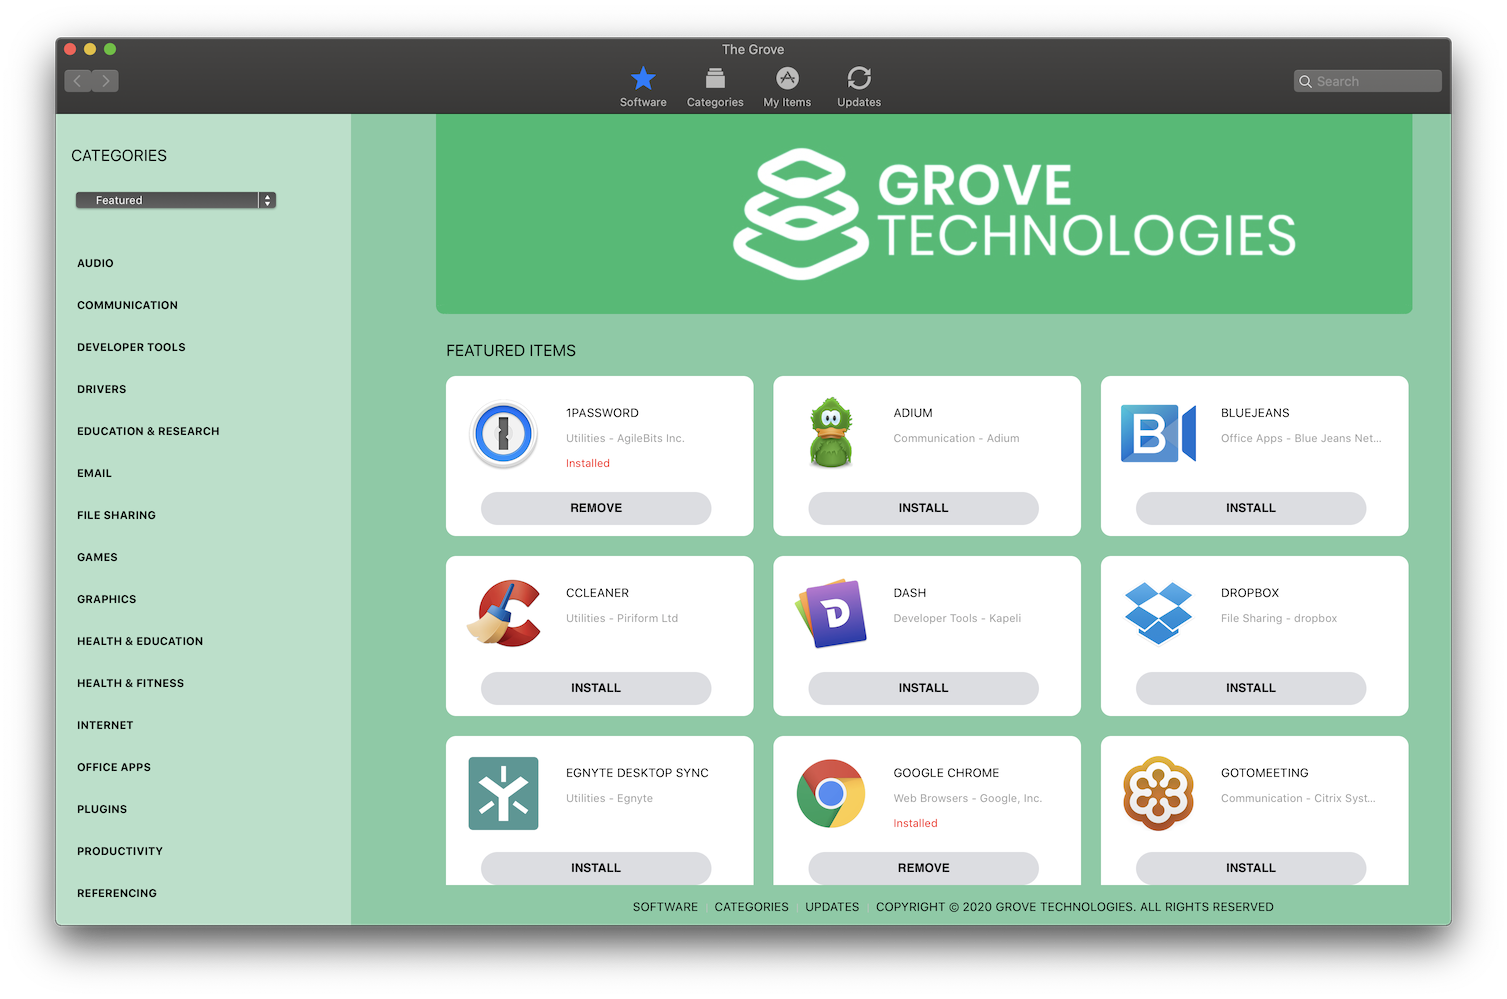 The Grove
Software
Categories
My Items
Updates
Search
CATEGORIES
Featured
AUDIO
COMMUNICATION
DEVELOPER TOOLS
DRIVERS
EDUCATION & RESEARCH
EMAIL
FILE SHARING
GAMES
GRAPHICS
HEALTH & EDUCATION
HEALTH & FITNESS
INTERNET
OFFICE APPS
PLUGINS
PRODUCTIVITY
REFERENCING
GROVE
TECHNOLOGIES
FEATURED ITEMS
1PASSWORD
Utilities - AgileBits Inc.
Installed
REMOVE
ADIUM
Communication - Adium
INSTALL
B
BLUEJEANS
Office Apps - Blue Jeans Net...
INSTALL
CCLEANER
Utilities - Piriform Ltd
INSTALL
D
DASH
Developer Tools - Kapeli
INSTALL
DROPBOX
File Sharing - dropbox
INSTALL
EGNYTE DESKTOP SYNC
Utilities - Egnyte
INSTALL
GOOGLE CHROME
Web Browsers - Google, Inc.
Installed
REMOVE
GOTOMEETING
Communication - Citrix Syst...
INSTALL
SOFTWARE CATEGORIES UPDATES COPYRIGHT © 2020 GROVE TECHNOLOGIES. ALL RIGHTS RESERVED